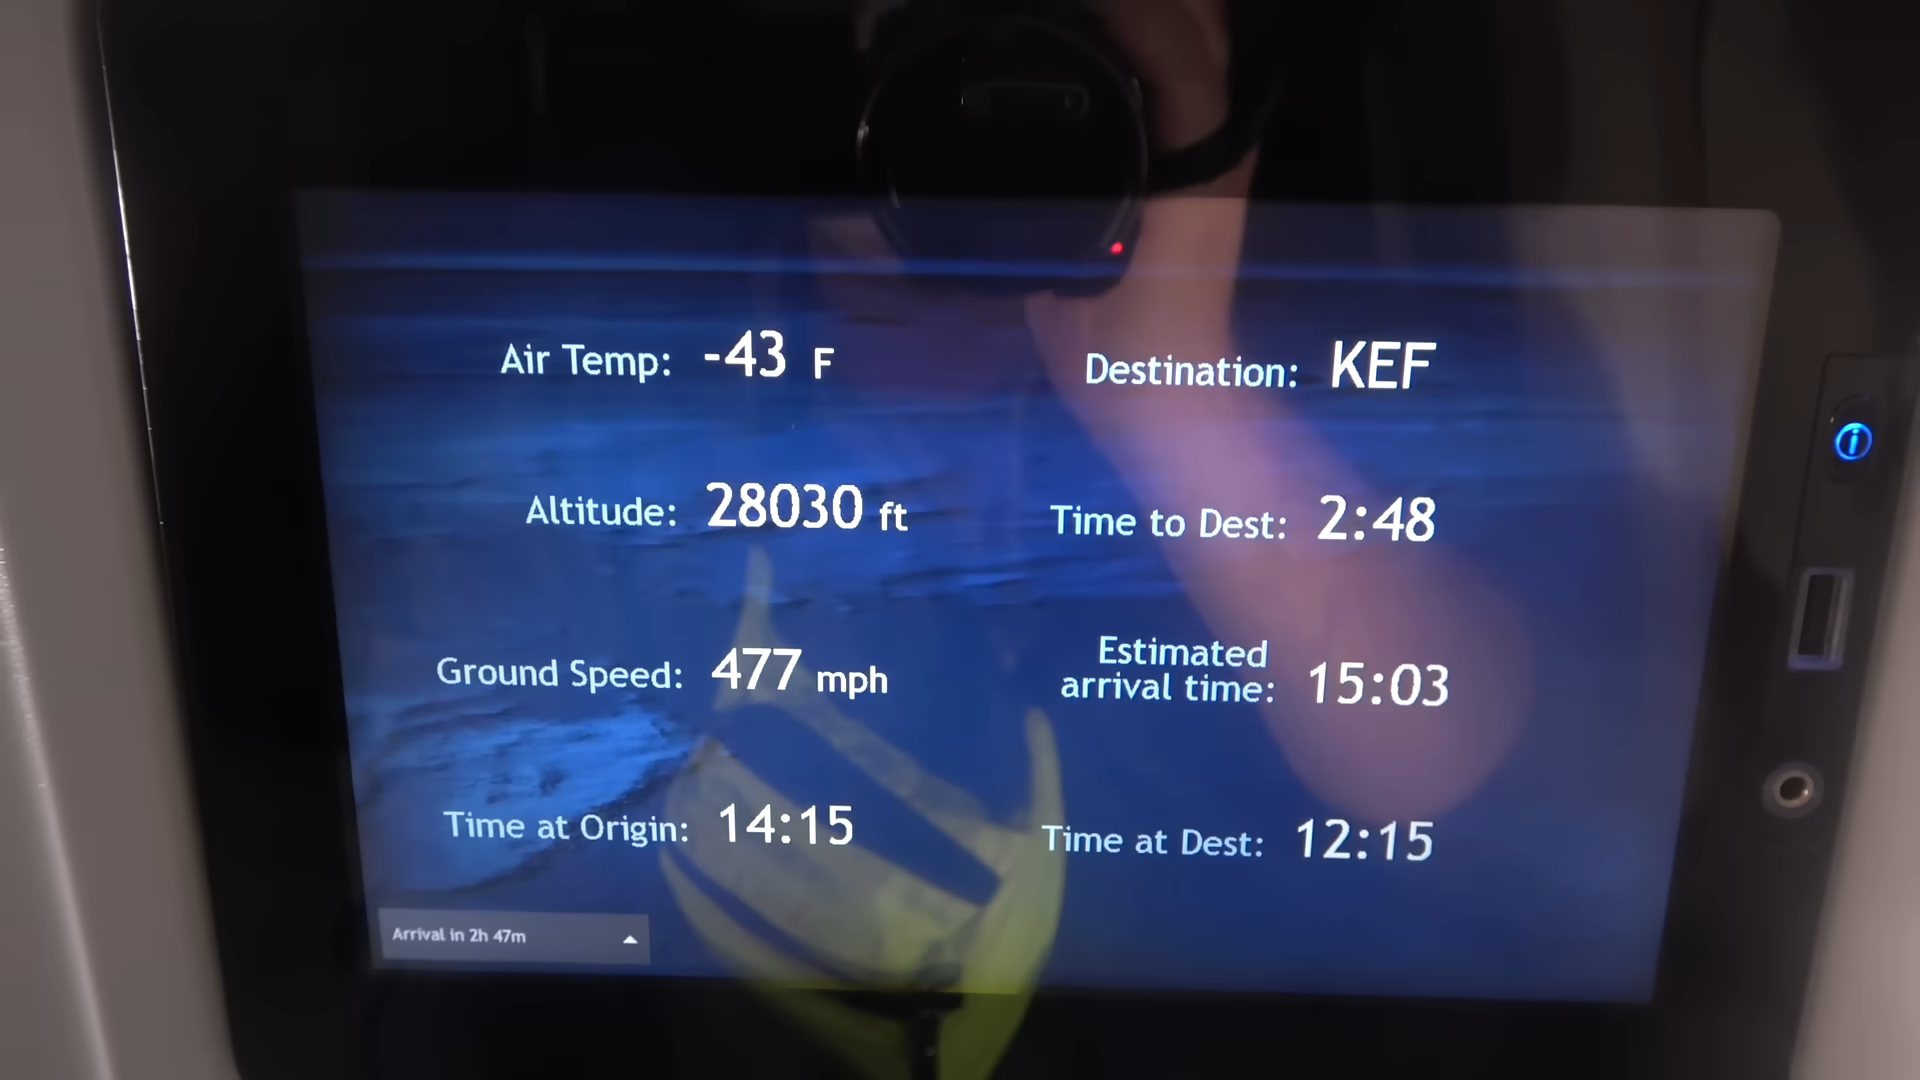 Air Temp: -43 F
Destination: KEF
Altitude: 28030 ft
Time to Dest: 2:48
Ground Speed: 477 mph
Estimated
arrival time: 15:03
Time at Origin: 14:15
Time at Dest: 12:15
Arrival in 2h 47m